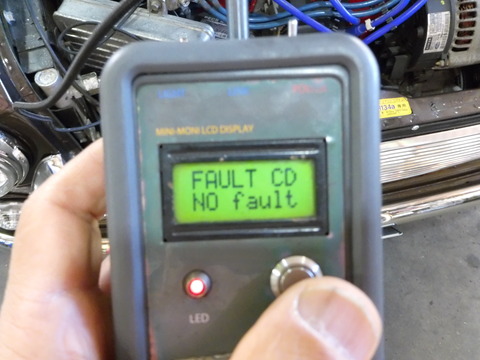 MINI-MONI LCD DISPLAY
FAULT CD
NO fault
LED